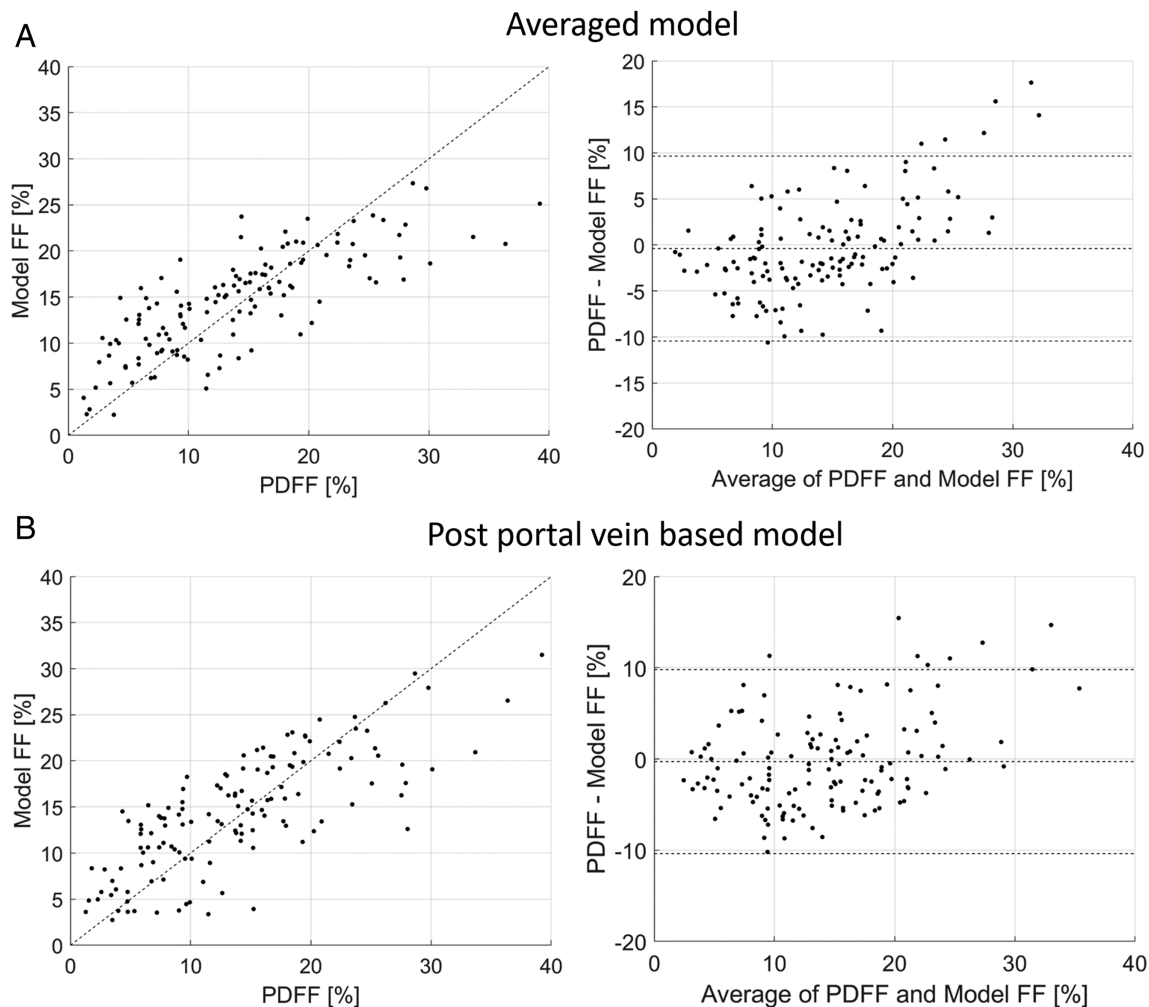 A
Averaged model
40
35
30
25
20
15
10
5
0
Model FF [%]
0 10 20 30 40
PDFF [%]
20
15
10
5
0
-5
-10
-15
-20
PDFF - Model FF [%]
0 10 20 30 40
Average of PDFF and Model FF [%]
B
Post portal vein based model
40
35
30
25
20
15
10
5
0
Model FF [%]
0 10 20 30 40
PDFF [%]
20
10
0
-10
-20
PDFF - Model FF [%]
0 10 20 30 40
Average of PDFF and Model FF [%]